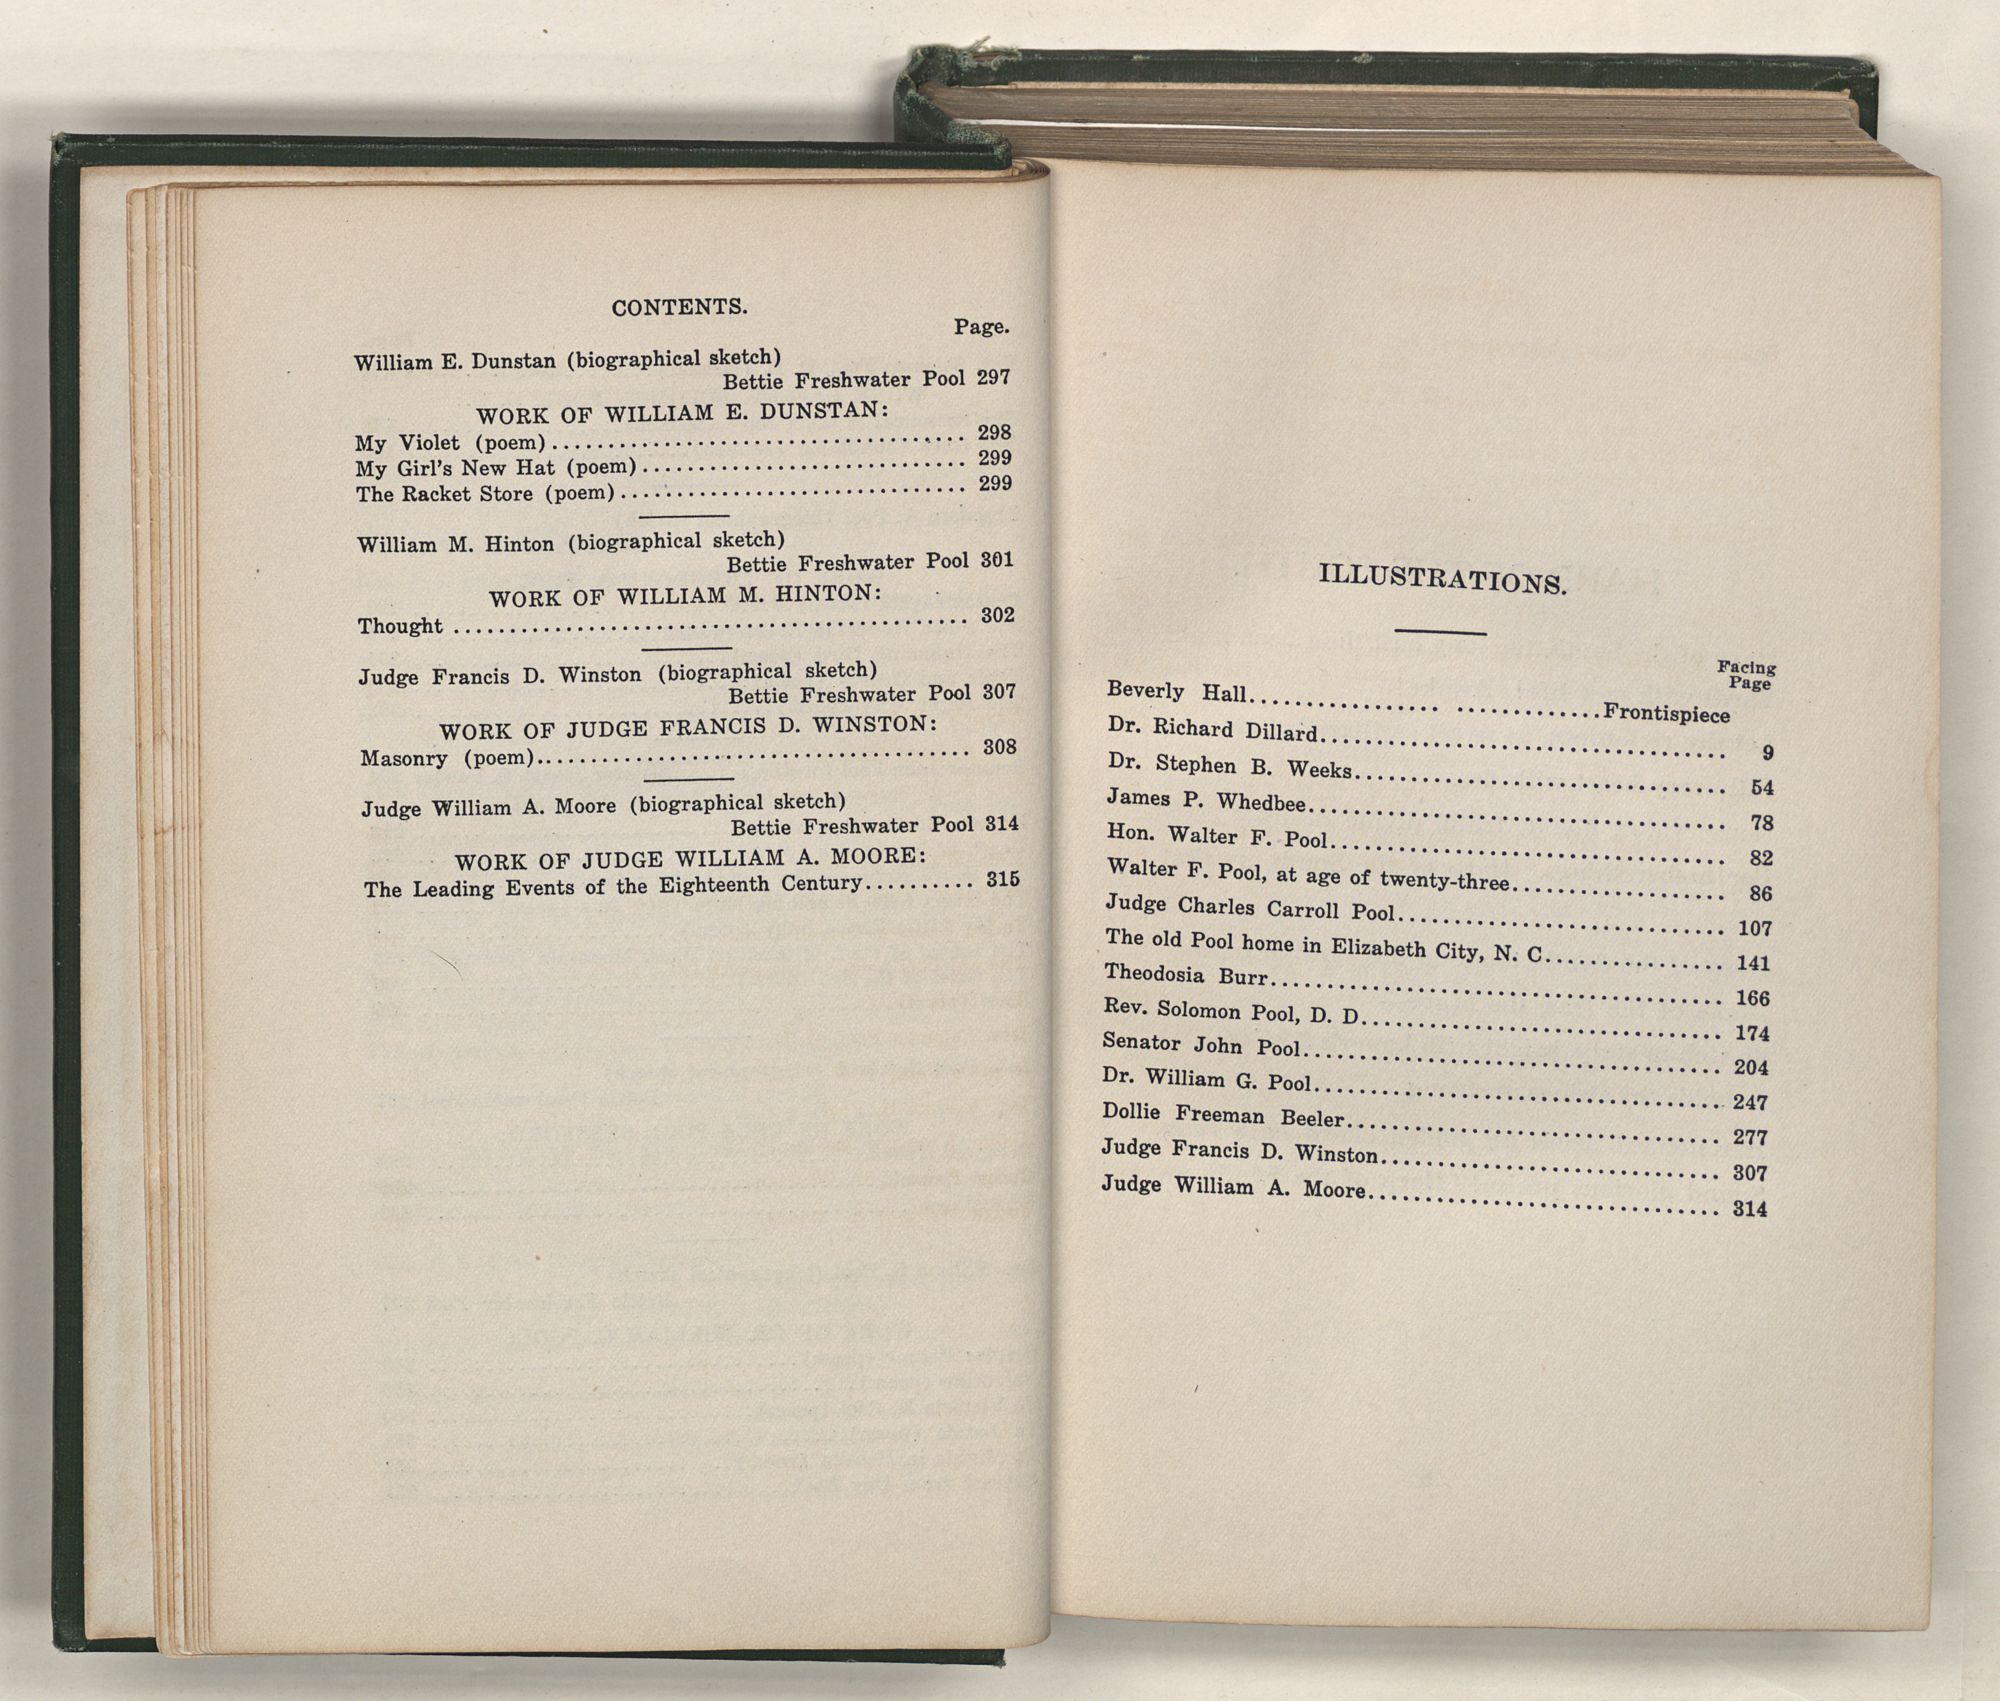 CONTENTS.
Page.
William E. Dunstan (biographical sketch)
Bettie Freshwater Pool 297
WORK OF WILLIAM E. DUNSTAN:
My Violet (poem)..................................... 298
My Girl's New Hat (poem)............................. 299
The Racket Store (poem)............................... 299
William M. Hinton (biographical sketch)
Bettie Freshwater Pool 301
WORK OF WILLIAM M. HINTON:
Thought .............................................. 302
Judge Francis D. Winston (biographical sketch)
Bettie Freshwater Pool 307
WORK OF JUDGE FRANCIS D. WINSTON:
Masonry (poem)....................................... 308
Judge William A. Moore (biographical sketch)
Bettie Freshwater Pool 314
WORK OF JUDGE WILLIAM A. MOORE:
The Leading Events of the Eighteenth Century.......... 315
ILLUSTRATIONS.
Facing
Page
Beverly Hall................. .............Frontispiece
Dr. Richard Dillard.................................... 9
Dr. Stephen B. Weeks................................. 54
James P. Whedbee..................................... 78
Hon. Walter F. Pool................................... 82
Walter F. Pool, at age of twenty-three................... 86
Judge Charles Carroll Pool............................. 107
The old Pool home in Elizabeth City, N. C................ 141
Theodosia Burr........................................ 166
Rev. Solomon Pool, D. D................................ 174
Senator John Pool..................................... 204
Dr. William G. Pool.................................... 247
Dollie Freeman Beeler................................. 277
Judge Francis D. Winston.............................. 307
Judge William A. Moore............................... 314